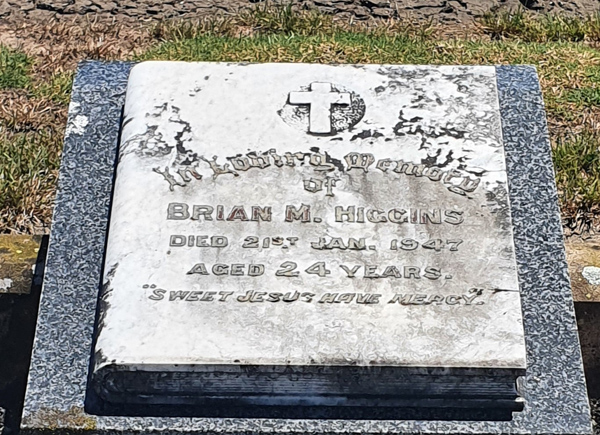 In Loving Memory
of
BRIAN M. HIGGINS
DIED 21ST JAN. 1947
AGED 24 YEARS.
"SWEET JESUS HAVE MERCY".